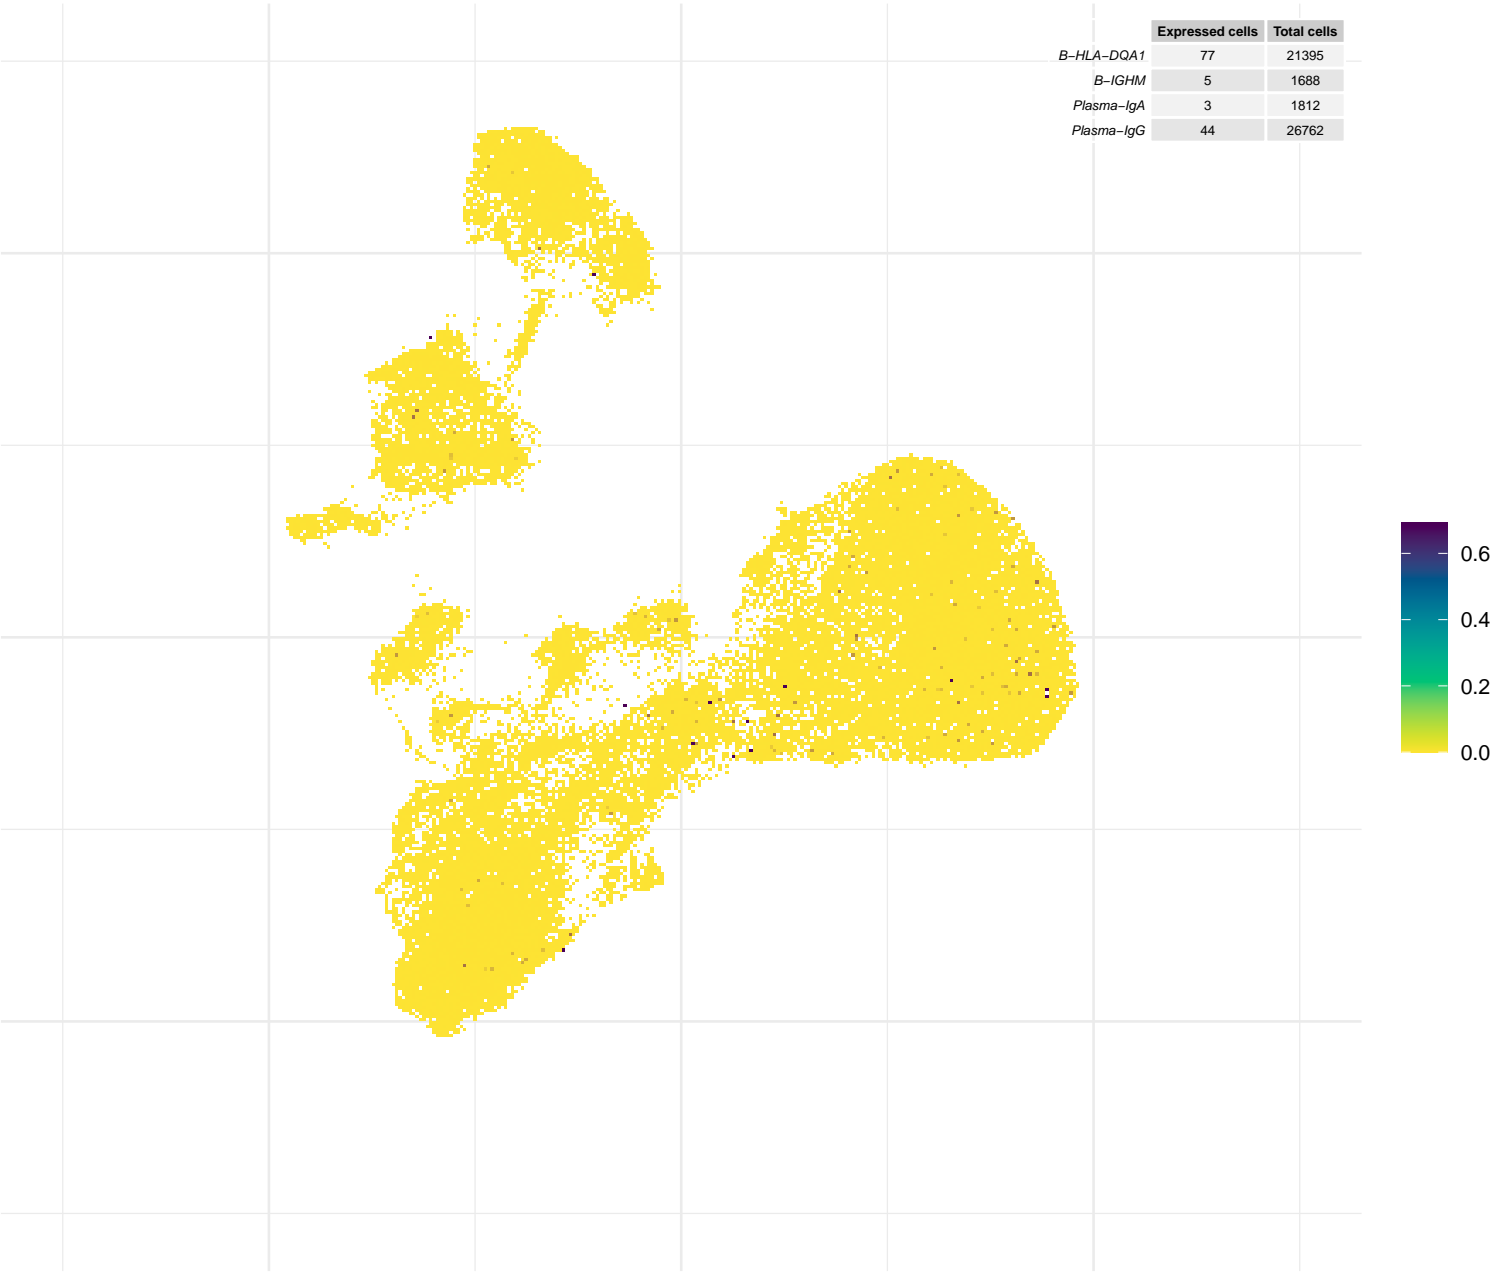 Expressed cells Total cells
B−HLA−DQA1 77 21395
B−IGHM 5 1688
Plasma−IgA 3 1812
Plasma−IgG 44 26762
0.6
0.4
0.2
0.0